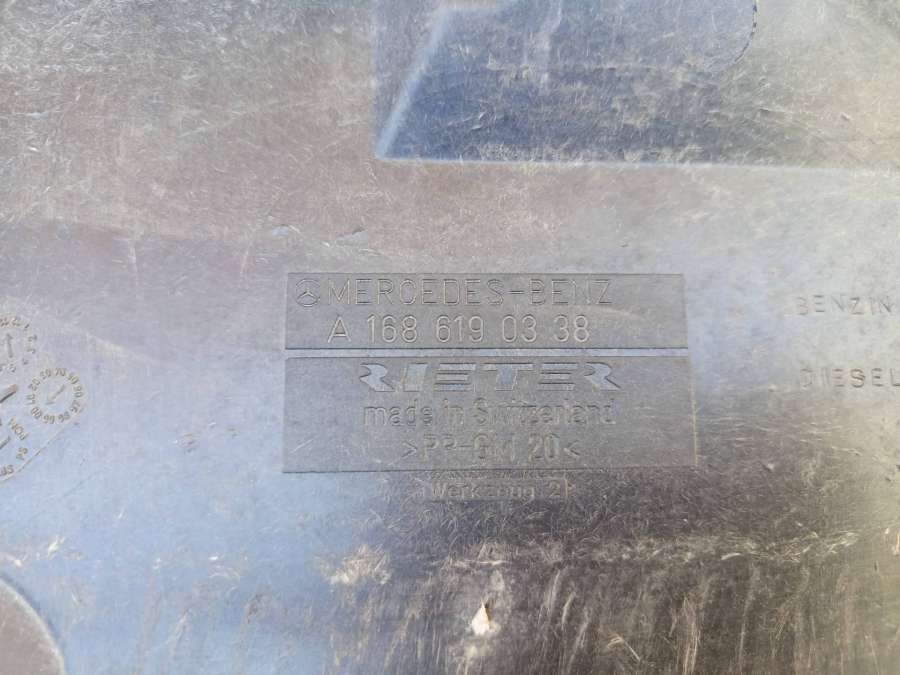 MERCEDES-BENZ
A 168 619 03 38
RIETER
made in Switzerland
>PP-GM 20<
Werkzeug 2
BENZIN
DIESEL